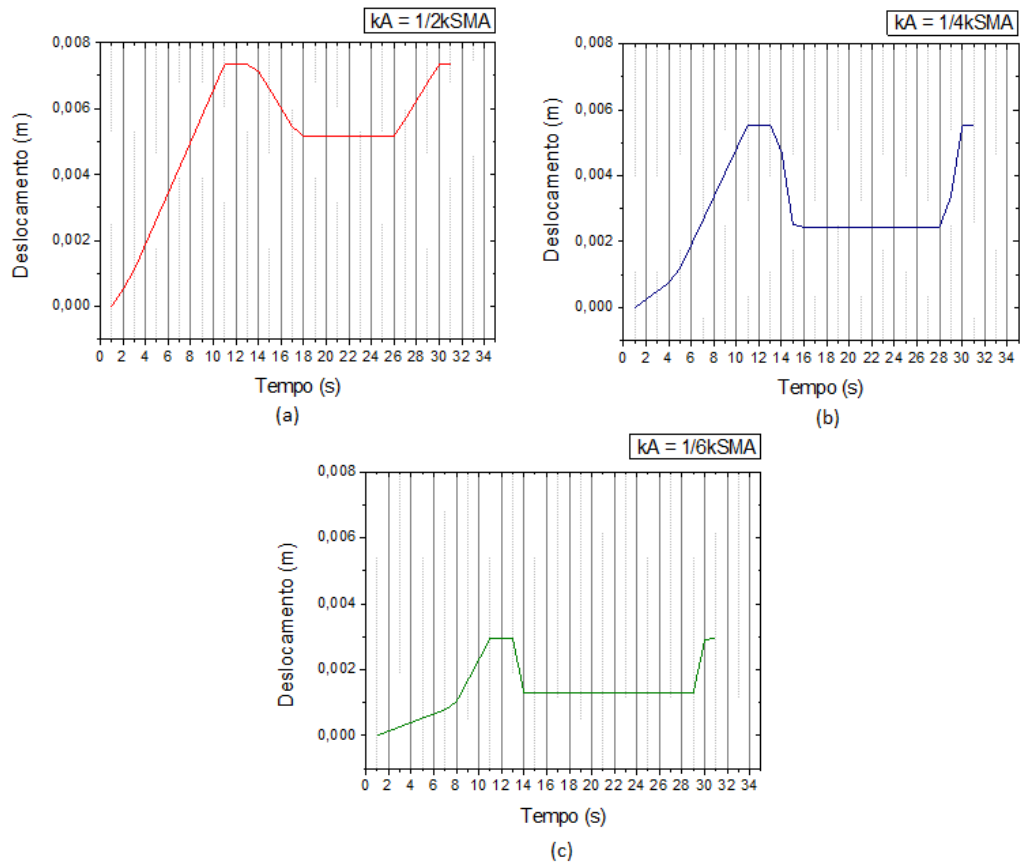 kA = 1/2kSMA
0,008
0,006
0,004
0,002
0,000
Deslocamento (m)
0 2 4 6 8 10 12 14 16 18 20 22 24 26 28 30 32 34
Tempo (s)
(a)
kA = 1/4kSMA
0,008
0,006
0,004
0,002
0,000
Deslocamento (m)
0 2 4 6 8 10 12 14 16 18 20 22 24 26 28 30 32 34
Tempo (s)
(b)
kA = 1/6kSMA
0,008
0,006
0,004
0,002
0,000
Deslocamento (m)
0 2 4 6 8 10 12 14 16 18 20 22 24 26 28 30 32 34
Tempo (s)
(c)